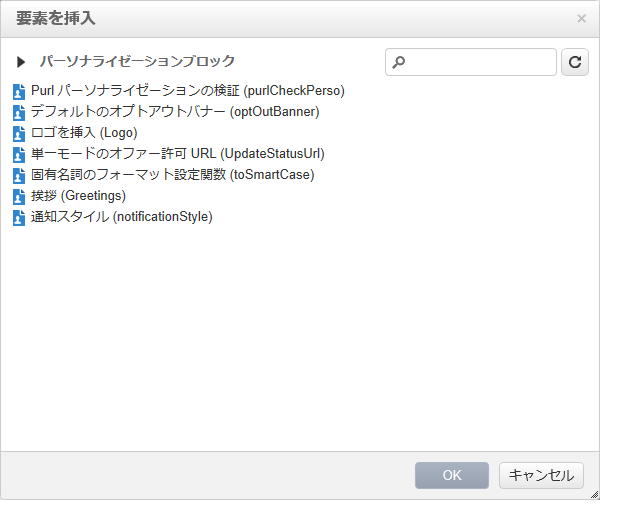 要素を挿入
パーソナライゼーションブロック
Purl パーソナライゼーションの検証 (purlCheckPerso)
デフォルトのオプトアウトバナー (optOutBanner)
ロゴを挿入 (Logo)
単一モードのオファー許可 URL (UpdateStatusUrl)
固有名詞のフォーマット設定関数 (toSmartCase)
挨拶 (Greetings)
通知スタイル (notificationStyle)
OK
キャンセル